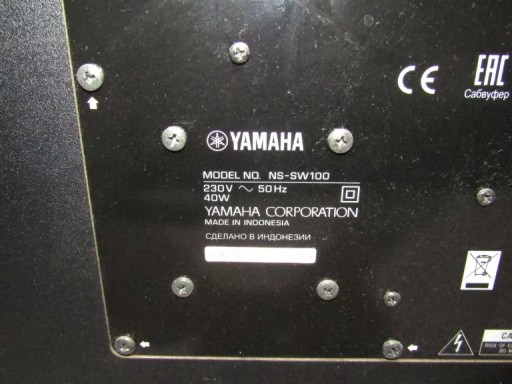 CE
EAC
Сабвуфер
YAMAHA
MODEL NO. NS-SW100
230V ~ 50Hz
40W
YAMAHA CORPORATION
MADE IN INDONESIA
СДЕЛАНО В ИНДОНЕЗИИ